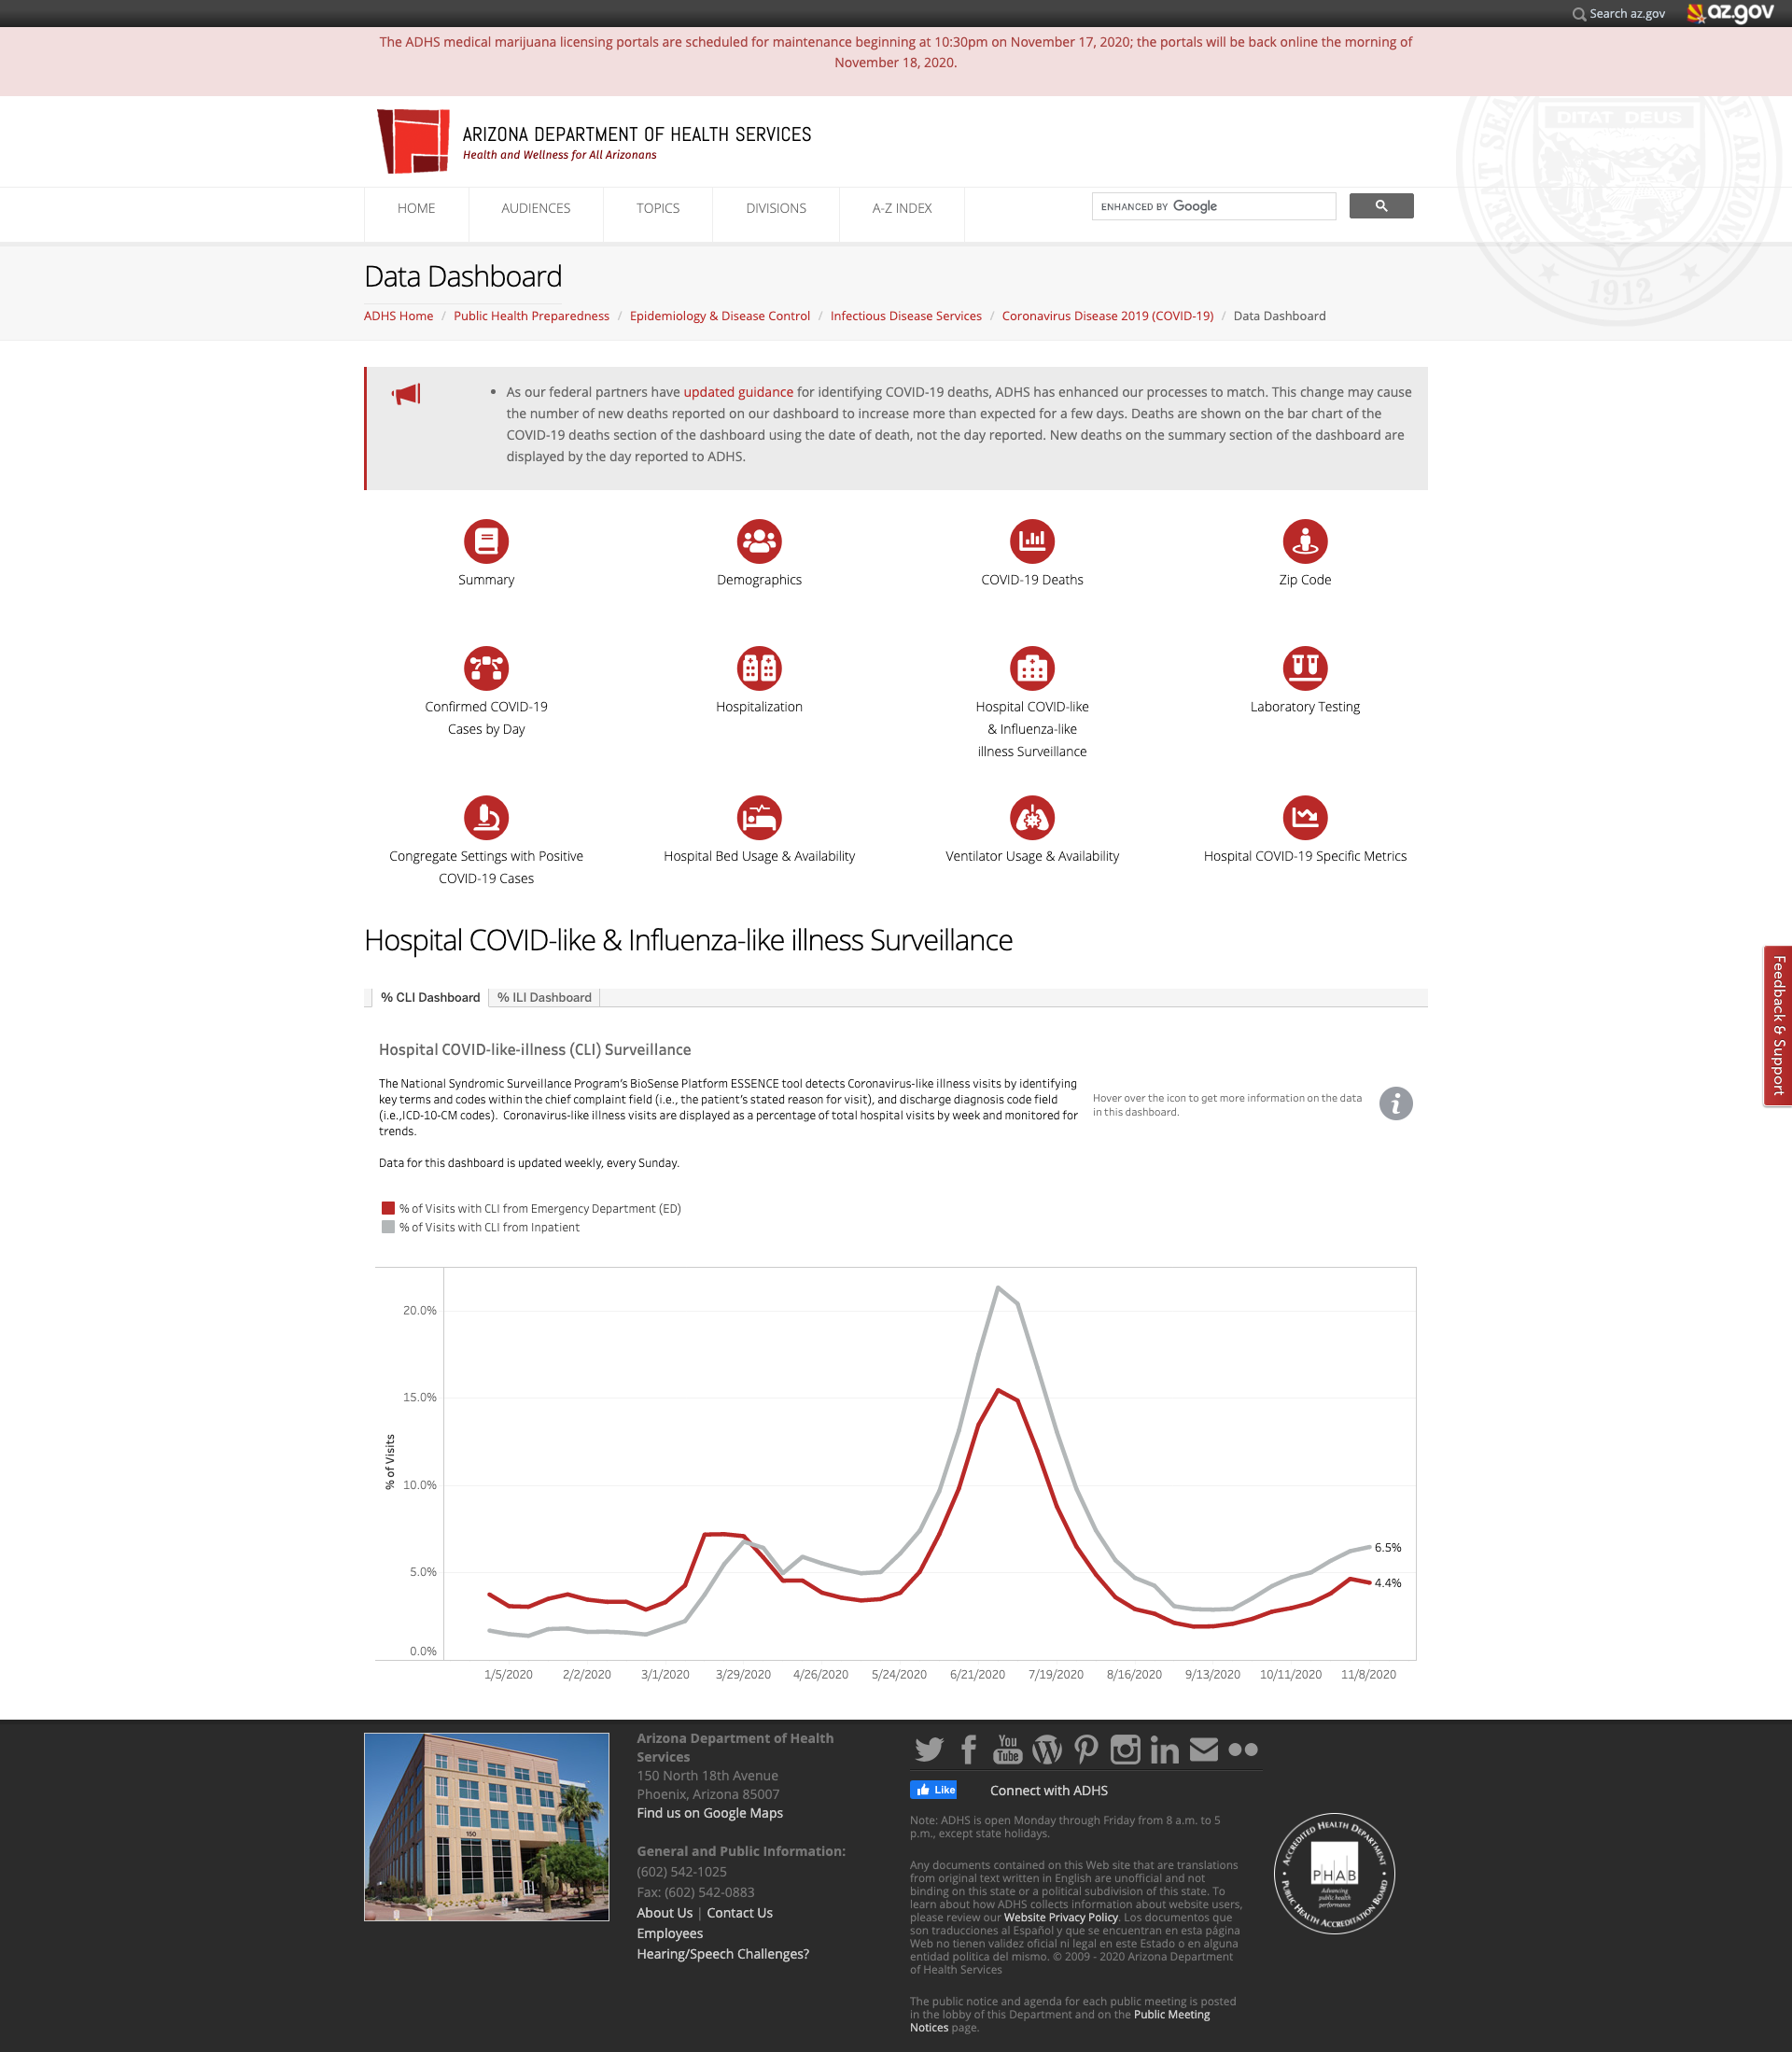 Search az.gov
az.gov
The ADHS medical marijuana licensing portals are scheduled for maintenance beginning at 10:30pm on November 17, 2020; the portals will be back online the morning of
November 18, 2020.
GREAT SEAL OF ARIZONA
DITAT DEUS
1912
ARIZONA DEPARTMENT OF HEALTH SERVICES
Health and Wellness for All Arizonans
HOME
AUDIENCES
TOPICS
DIVISIONS
A-Z INDEX
ENHANCED BY Google
Data Dashboard
ADHS Home / Public Health Preparedness / Epidemiology & Disease Control / Infectious Disease Services / Coronavirus Disease 2019 (COVID-19) / Data Dashboard
• As our federal partners have updated guidance for identifying COVID-19 deaths, ADHS has enhanced our processes to match. This change may cause
the number of new deaths reported on our dashboard to increase more than expected for a few days. Deaths are shown on the bar chart of the
COVID-19 deaths section of the dashboard using the date of death, not the day reported. New deaths on the summary section of the dashboard are
displayed by the day reported to ADHS.
Summary
Demographics
COVID-19 Deaths
Zip Code
Confirmed COVID-19
Cases by Day
Hospitalization
Hospital COVID-like
& Influenza-like
illness Surveillance
Laboratory Testing
Congregate Settings with Positive
COVID-19 Cases
Hospital Bed Usage & Availability
Ventilator Usage & Availability
Hospital COVID-19 Specific Metrics
Hospital COVID-like & Influenza-like illness Surveillance
Feedback & Support
% CLI Dashboard
% ILI Dashboard
Hospital COVID-like-illness (CLI) Surveillance
The National Syndromic Surveillance Program's BioSense Platform ESSENCE tool detects Coronavirus-like illness visits by identifying
key terms and codes within the chief complaint field (i.e., the patient's stated reason for visit), and discharge diagnosis code field
(i.e.,ICD-10-CM codes). Coronavirus-like illness visits are displayed as a percentage of total hospital visits by week and monitored for
trends.
Hover over the icon to get more information on the data
in this dashboard.
i
Data for this dashboard is updated weekly, every Sunday.
% of Visits with CLI from Emergency Department (ED)
% of Visits with CLI from Inpatient
% of Visits
20.0%
15.0%
10.0%
5.0%
0.0%
6.5%
4.4%
1/5/2020
2/2/2020
3/1/2020
3/29/2020
4/26/2020
5/24/2020
6/21/2020
7/19/2020
8/16/2020
9/13/2020
10/11/2020
11/8/2020
150
Arizona Department of Health
Services
150 North 18th Avenue
Phoenix, Arizona 85007
Find us on Google Maps
General and Public Information:
(602) 542-1025
Fax: (602) 542-0883
About Us | Contact Us
Employees
Hearing/Speech Challenges?
You
Tube
in
Like
Connect with ADHS
Note: ADHS is open Monday through Friday from 8 a.m. to 5
p.m., except state holidays.
Any documents contained on this Web site that are translations
from original text written in English are unofficial and not
binding on this state or a political subdivision of this state. To
learn about how ADHS collects information about website users,
please review our Website Privacy Policy. Los documentos que
son traducciones al Español y que se encuentran en esta página
Web no tienen validez oficial ni legal en este Estado o en alguna
entidad politica del mismo. © 2009 - 2020 Arizona Department
of Health Services
The public notice and agenda for each public meeting is posted
in the lobby of this Department and on the Public Meeting
Notices page.
ACCREDITED HEALTH DEPARTMENT
PHAB
Advancing
public health
performance
PUBLIC HEALTH ACCREDITATION BOARD